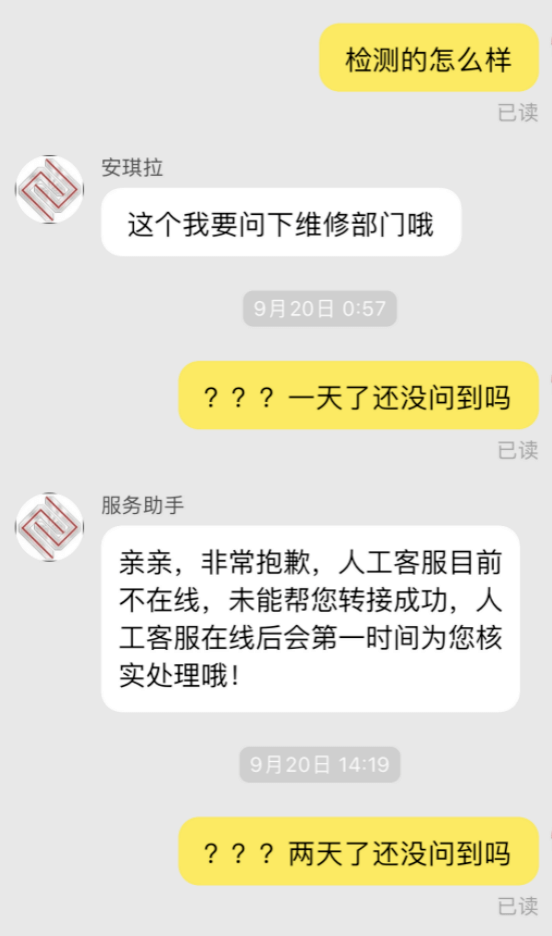 检测的怎么样
已读
安琪拉
这个我要问下维修部门哦
9月20日 0:57
？？？一天了还没问到吗
已读
服务助手
亲亲，非常抱歉，人工客服目前
不在线，未能帮您转接成功，人
工客服在线后会第一时间为您核
实处理哦！
9月20日 14:19
？？？两天了还没问到吗
已读